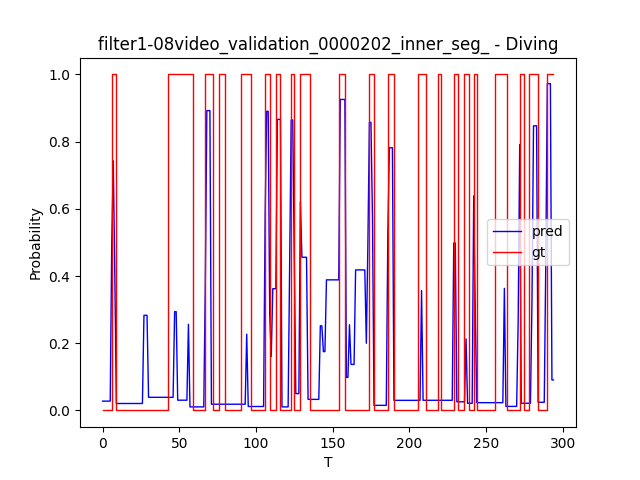 filter1-08video_validation_0000202_inner_seg_ - Diving
1.0
0.8
0.6
0.4
0.2
0.0
Probability
pred
gt
0 50 100 150 200 250 300
T